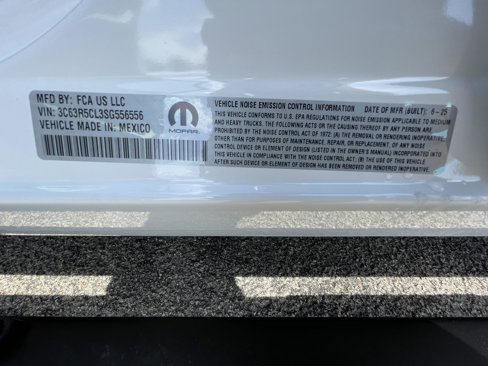 MFD BY: FCA US LLC
VIN: 3C63R5CL3SG556556
VEHICLE MADE IN: MEXICO
MOPAR
VEHICLE NOISE EMISSION CONTROL INFORMATION DATE OF MFR (BUILT): 6-25
THIS VEHICLE CONFORMS TO U.S. EPA REGULATIONS FOR NOISE EMISSION APPLICABLE TO MEDIUM
AND HEAVY TRUCKS. THE FOLLOWING ACTS OR THE CAUSING THEREOF BY ANY PERSON ARE
PROHIBITED BY THE NOISE CONTROL ACT OF 1972: (A) THE REMOVAL OR RENDERING INOPERATIVE,
OTHER THAN FOR PURPOSES OF MAINTENANCE, REPAIR, OR REPLACEMENT, OF ANY NOISE
CONTROL DEVICE OR ELEMENT OF DESIGN (LISTED IN THE OWNER'S MANUAL) INCORPORATED INTO
THIS VEHICLE IN COMPLIANCE WITH THE NOISE CONTROL ACT; (B) THE USE OF THIS VEHICLE
AFTER SUCH DEVICE OR ELEMENT OF DESIGN HAS BEEN REMOVED OR RENDERED INOPERATIVE.